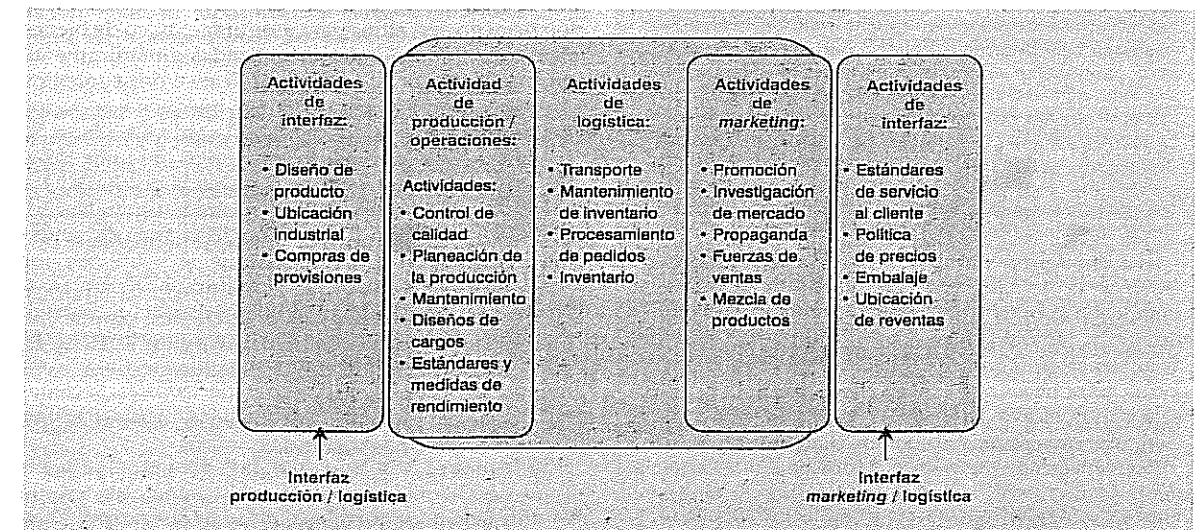 Actividades
de
interfaz:
• Diseño de
producto
• Ubicación
industrial
• Compras de
provisiones
Actividad
de
producción /
operaciones:
Actividades:
• Control de
calidad
• Planeación de
la producción
• Mantenimiento
• Diseños de
cargos
• Estándares y
medidas de
rendimiento
Actividades
de
logística:
• Transporte
• Mantenimiento
de inventario
• Procesamiento
de pedidos
• Inventario
Actividades
de
marketing:
• Promoción
• Investigación
de mercado
• Propaganda
• Fuerzas de
ventas
• Mezcla de
productos
Actividades
de
interfaz:
• Estándares
de servicio
al cliente
• Política
de precios
• Embalaje
• Ubicación
de reventas
Interfaz
producción / logística
Interfaz
marketing / logística